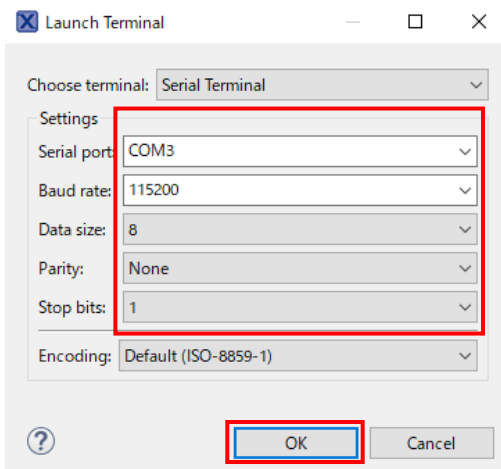 Launch Terminal
Choose terminal: Serial Terminal
Settings
Serial port: COM3
Baud rate: 115200
Data size: 8
Parity: None
Stop bits: 1
Encoding: Default (ISO-8859-1)
OK Cancel